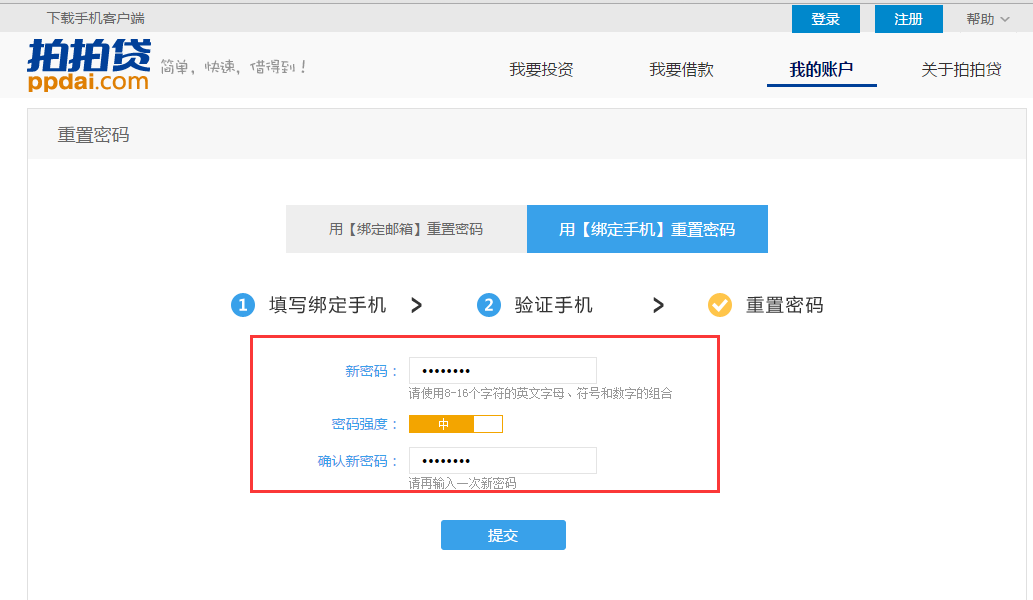 下载手机客户端 登录 注册 帮助
拍拍贷
ppdai.com 简单，快速，借得到！ 我要投资 我要借款 我的账户 关于拍拍贷
重置密码
用【绑定邮箱】重置密码 用【绑定手机】重置密码
1 填写绑定手机 > 2 验证手机 > 重置密码
新密码： ••••••••
请使用8-16个字符的英文字母、符号和数字的组合
密码强度： 中
确认新密码： ••••••••
请再输入一次新密码
提交